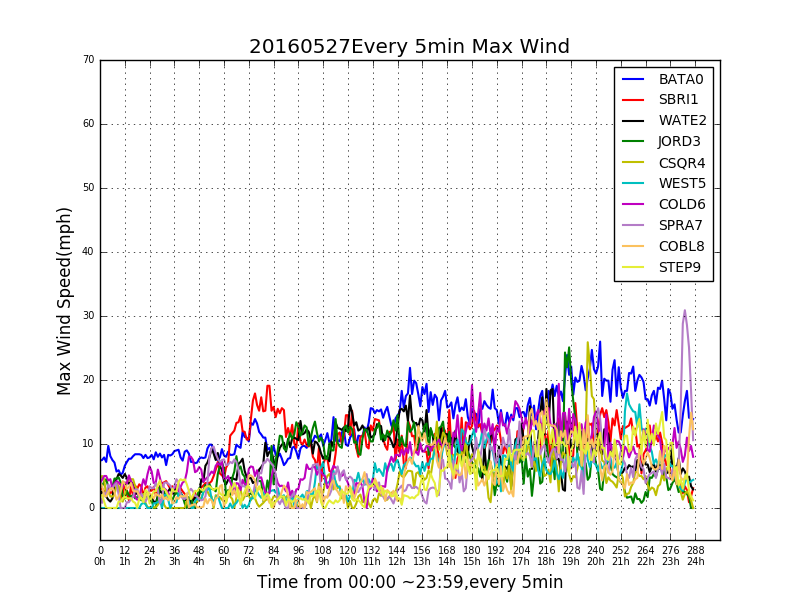 20160527Every 5min Max Wind
70
60
50
40
30
20
10
0
Max Wind Speed(mph)
BATA0
SBRI1
WATE2
JORD3
CSQR4
WEST5
COLD6
SPRA7
COBL8
STEP9
0 12 24 36 48 60 72 84 96 108 120 132 144 156 168 180 192 204 216 228 240 252 264 276 288
0h 1h 2h 3h 4h 5h 6h 7h 8h 9h 10h 11h 12h 13h 14h 15h 16h 17h 18h 19h 20h 21h 22h 23h 24h
Time from 00:00 ~23:59,every 5min